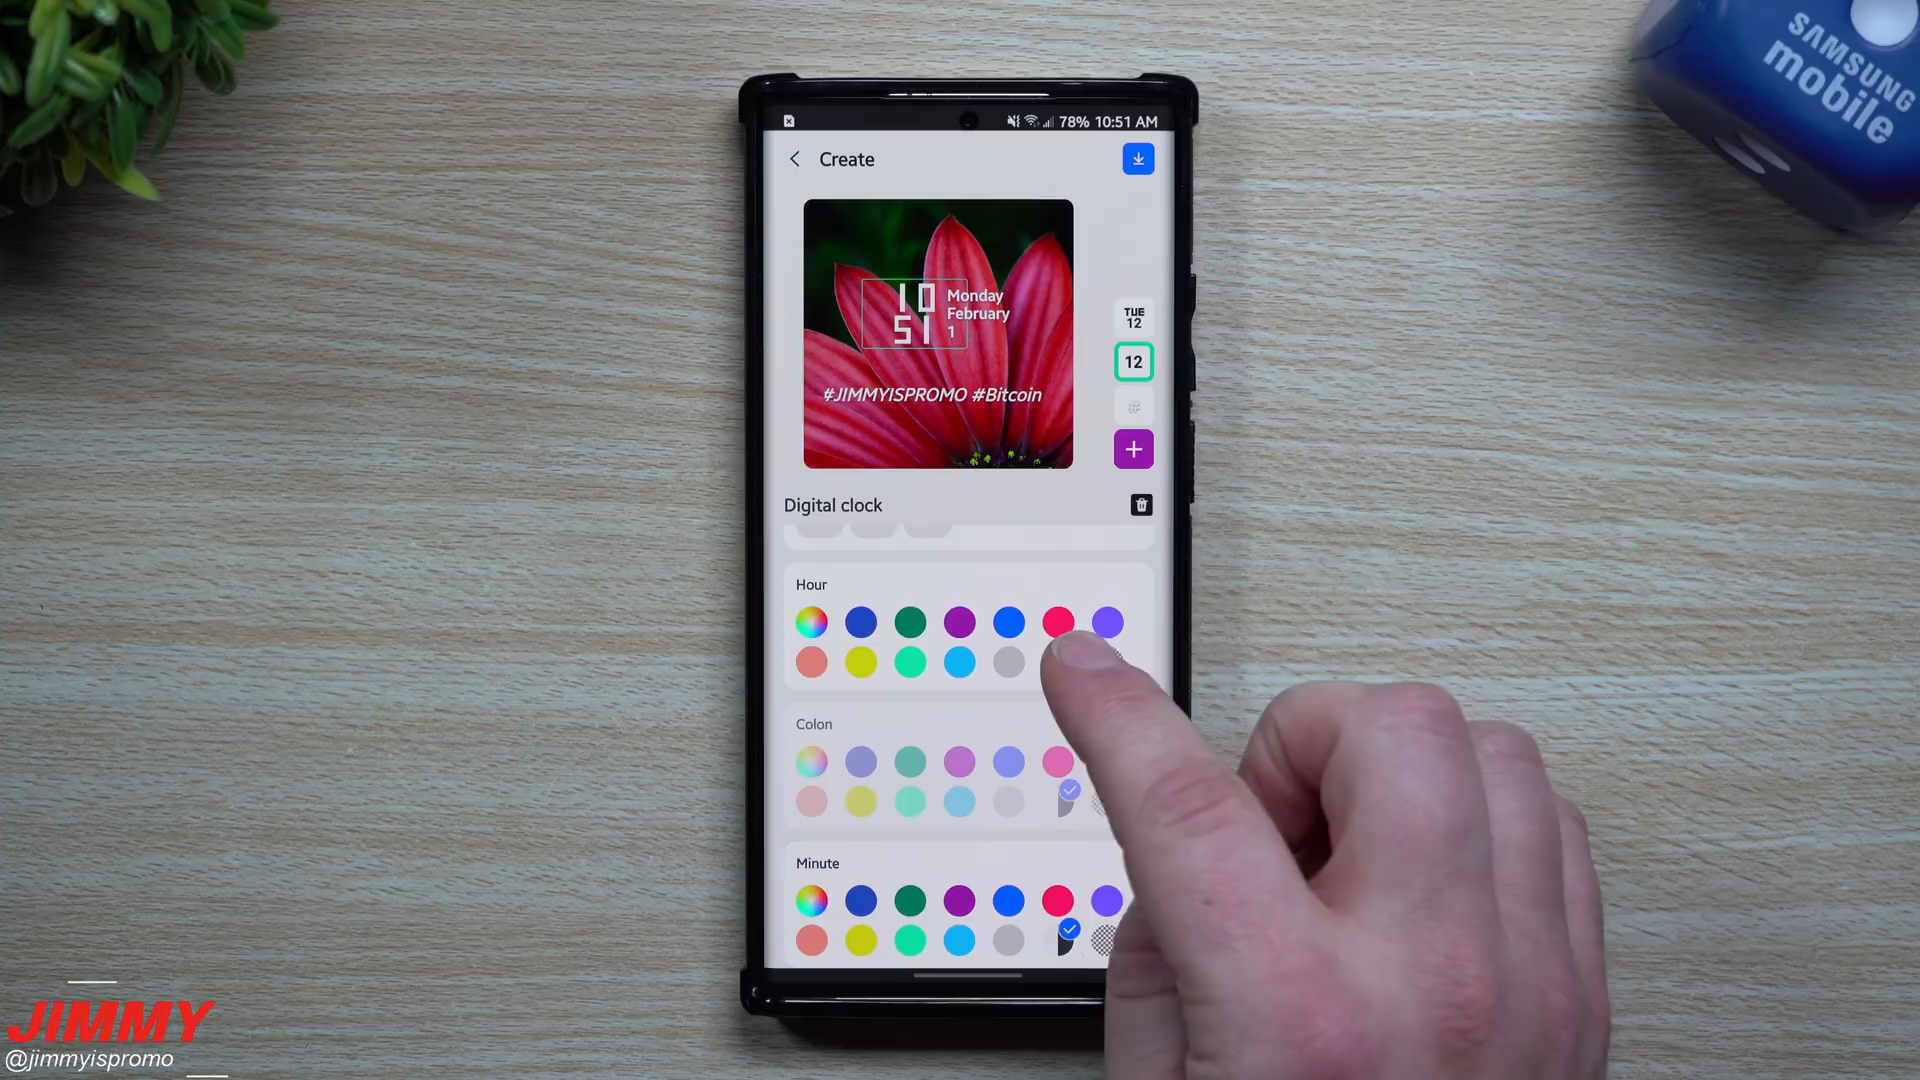 SAMSUNG
mobile
78% 10:51 AM
Create
10
51
Monday
February
1
#JIMMYISPROMO #Bitcoin
TUE
12
12
#
Digital clock
Hour
Colon
Minute
JIMMY
@jimmyispromo